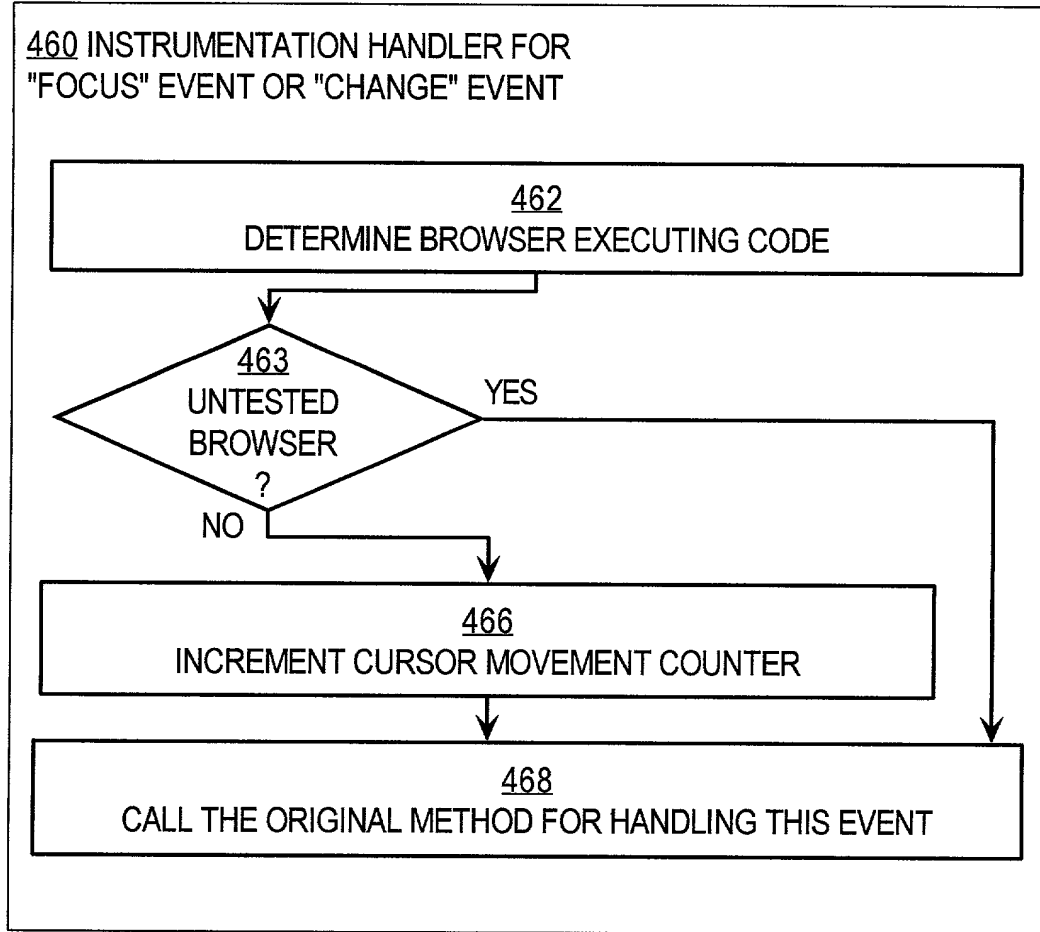 460 INSTRUMENTATION HANDLER FOR
"FOCUS" EVENT OR "CHANGE" EVENT
462
DETERMINE BROWSER EXECUTING CODE
463
UNTESTED
BROWSER
?
YES
NO
466
INCREMENT CURSOR MOVEMENT COUNTER
468
CALL THE ORIGINAL METHOD FOR HANDLING THIS EVENT